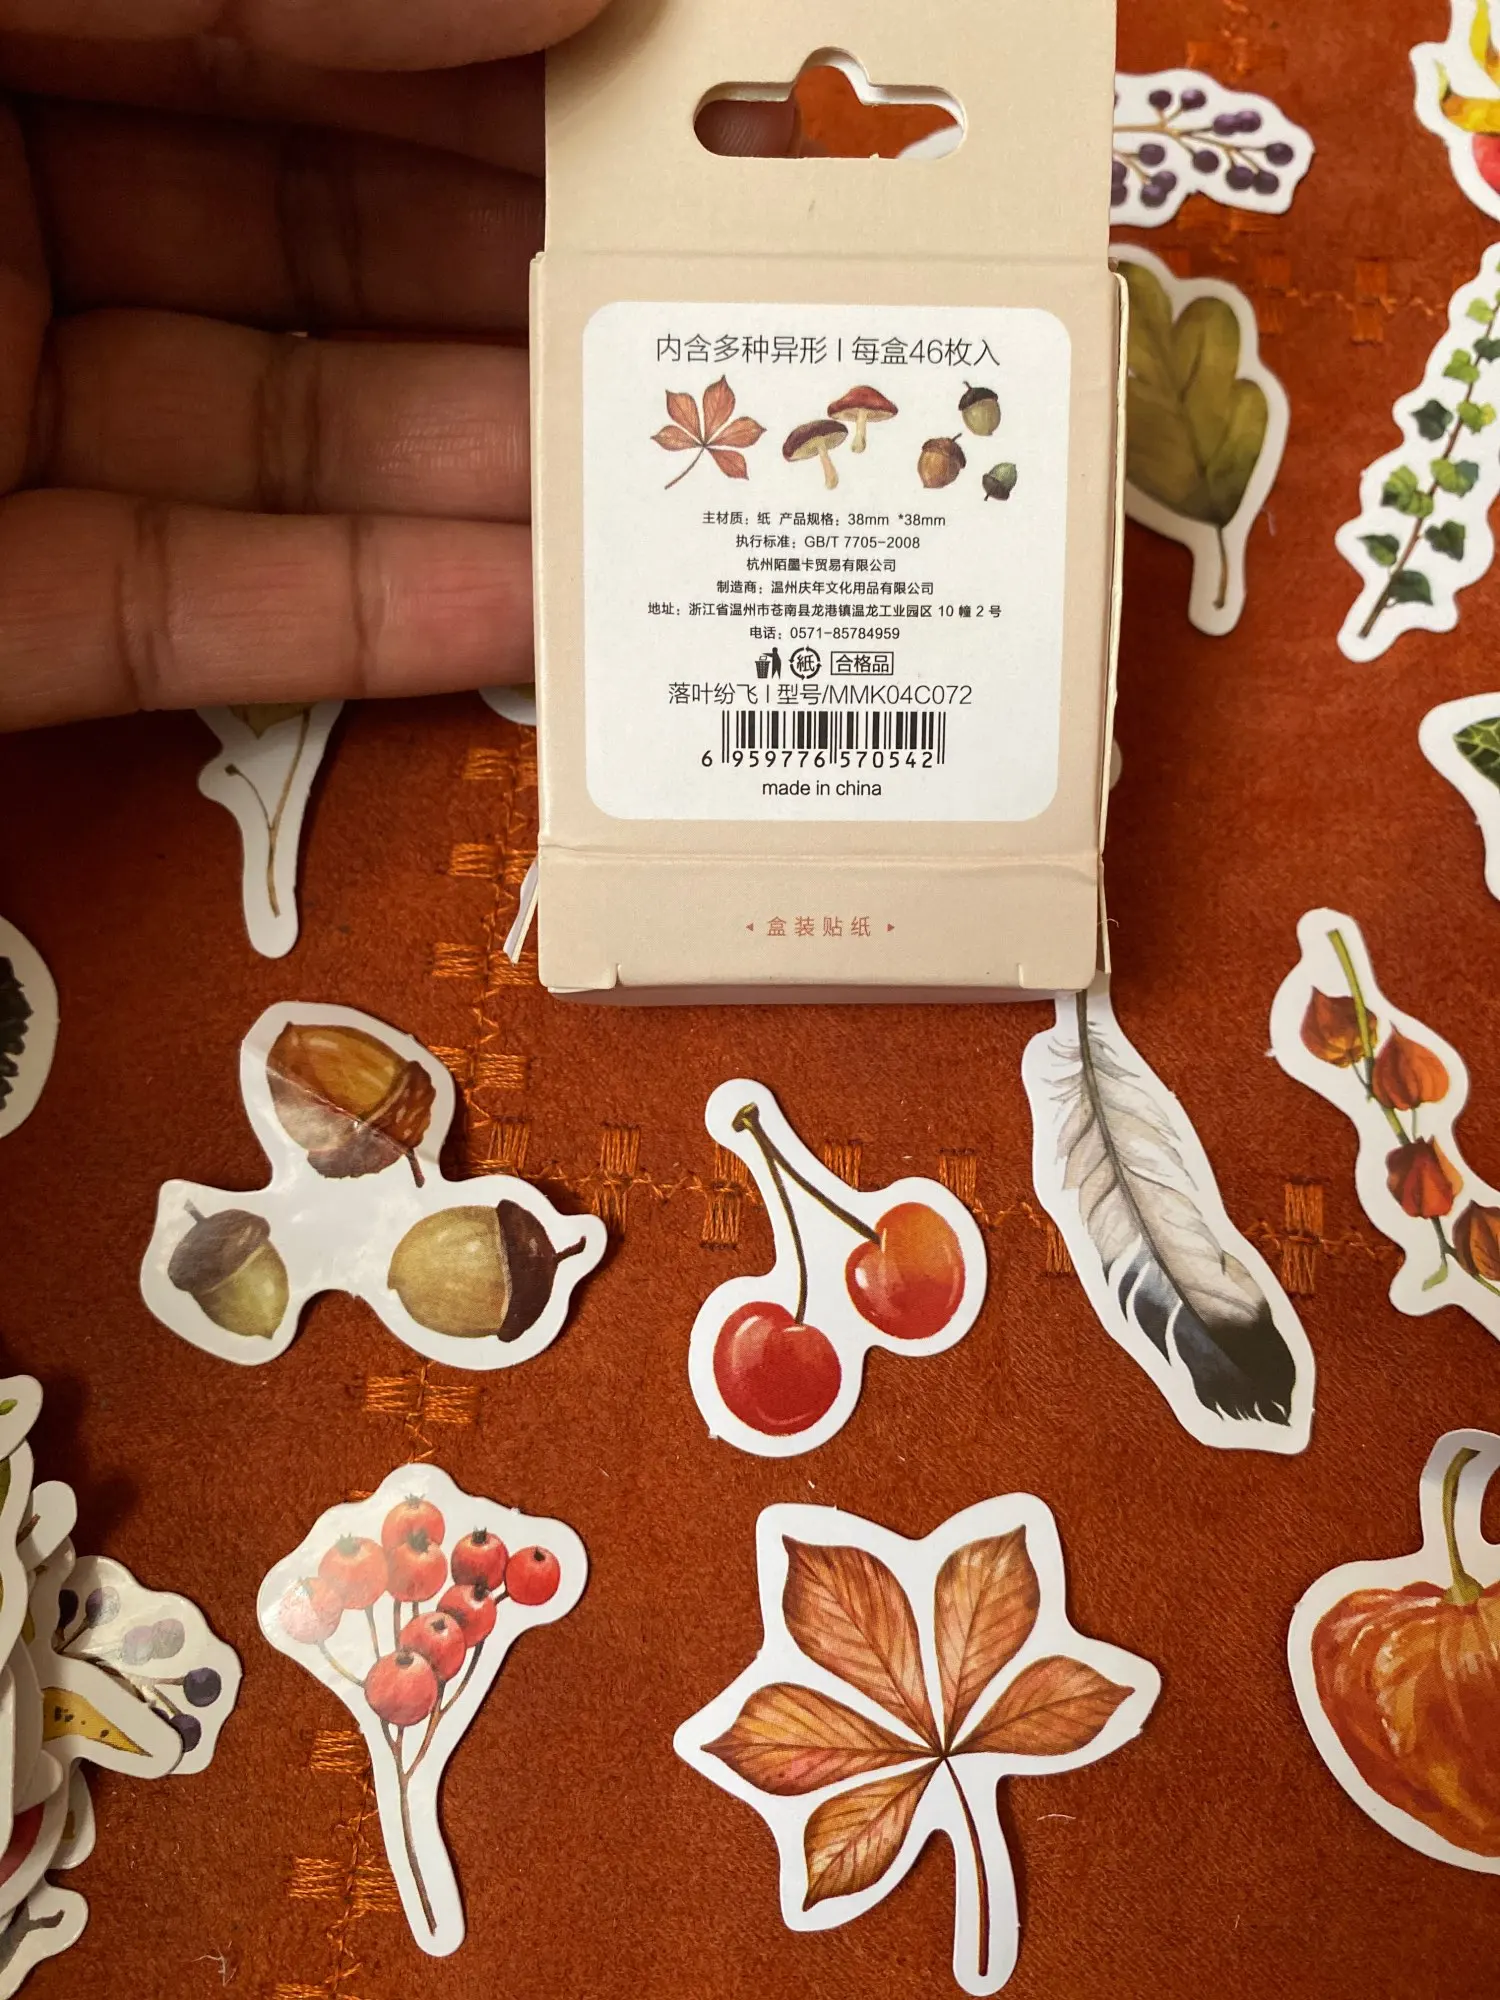 内含多种异形 | 每盒46枚入
主材质：纸 产品规格：38mm *38mm
执行标准：GB/T 7705-2008
杭州陌墨卡贸易有限公司
制造商：温州庆年文化用品有限公司
地址：浙江省温州市苍南县龙港镇温龙工业园区 10 幢 2 号
电话：0571-85784959
紙 合格品
落叶纷飞 | 型号/MMK04C072
6 959776 570542
made in china
盒装贴纸